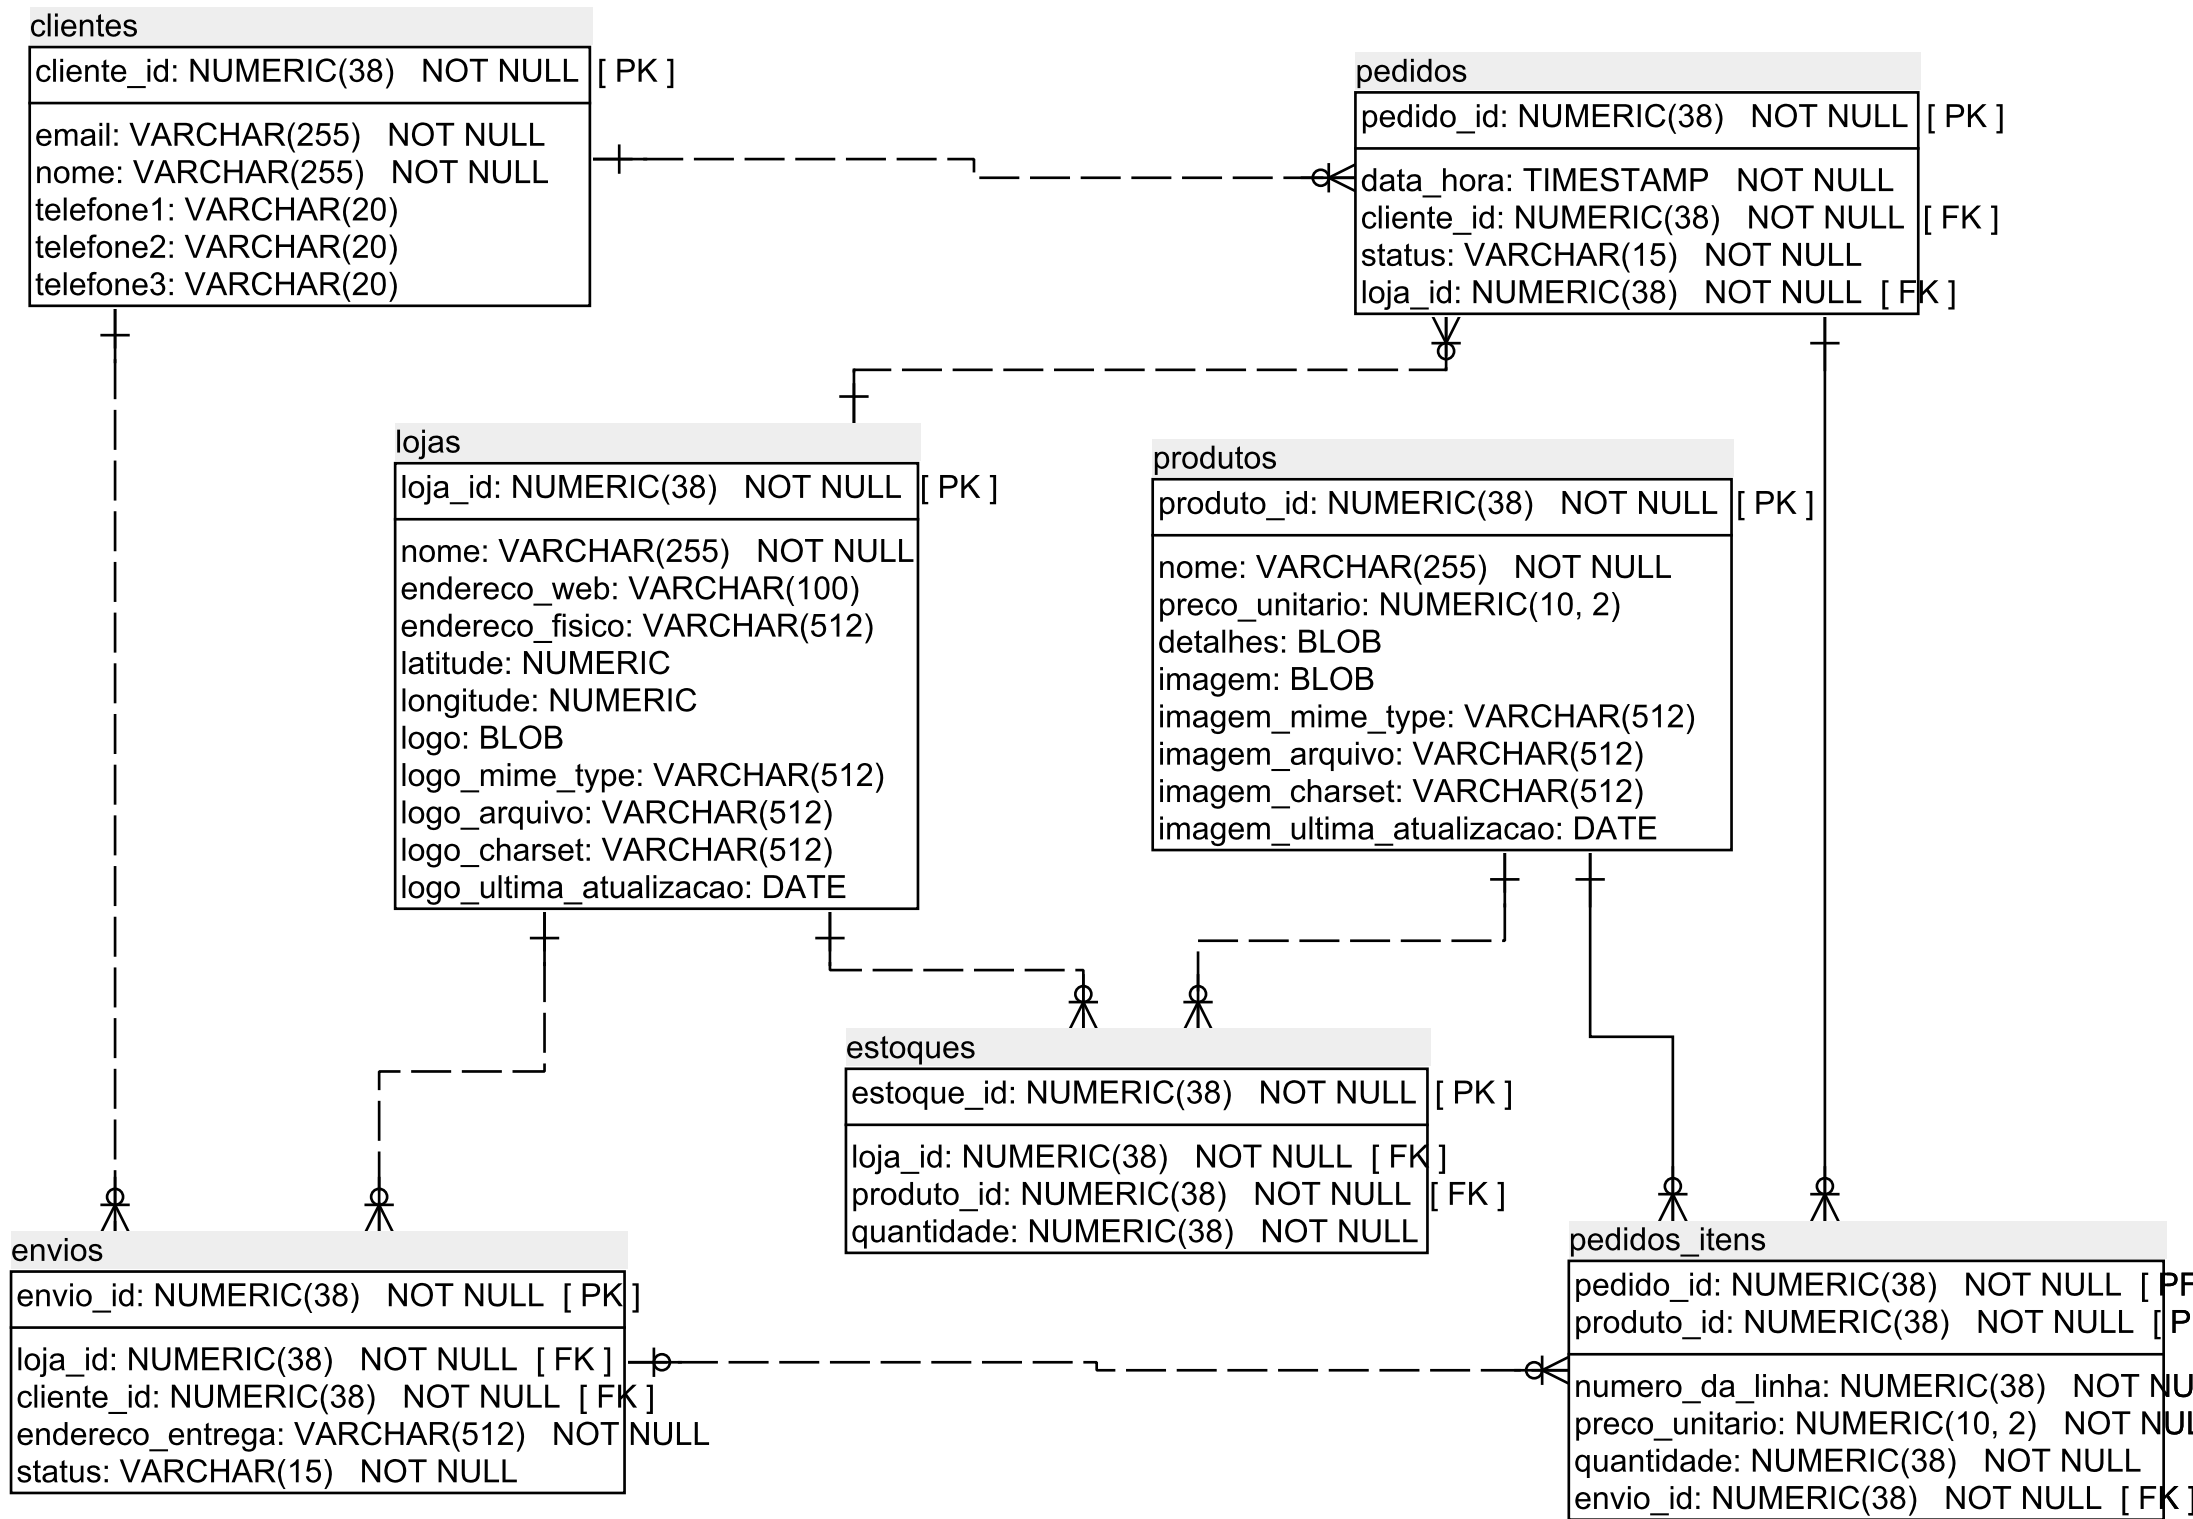 clientes
cliente_id: NUMERIC(38) NOT NULL [ PK ]
email: VARCHAR(255) NOT NULL
nome: VARCHAR(255) NOT NULL
telefone1: VARCHAR(20)
telefone2: VARCHAR(20)
telefone3: VARCHAR(20)
pedidos
pedido_id: NUMERIC(38) NOT NULL [ PK ]
data_hora: TIMESTAMP NOT NULL
cliente_id: NUMERIC(38) NOT NULL [ FK ]
status: VARCHAR(15) NOT NULL
loja_id: NUMERIC(38) NOT NULL [ FK ]
lojas
loja_id: NUMERIC(38) NOT NULL [ PK ]
nome: VARCHAR(255) NOT NULL
endereco_web: VARCHAR(100)
endereco_fisico: VARCHAR(512)
latitude: NUMERIC
longitude: NUMERIC
logo: BLOB
logo_mime_type: VARCHAR(512)
logo_arquivo: VARCHAR(512)
logo_charset: VARCHAR(512)
logo_ultima_atualizacao: DATE
produtos
produto_id: NUMERIC(38) NOT NULL [ PK ]
nome: VARCHAR(255) NOT NULL
preco_unitario: NUMERIC(10, 2)
detalhes: BLOB
imagem: BLOB
imagem_mime_type: VARCHAR(512)
imagem_arquivo: VARCHAR(512)
imagem_charset: VARCHAR(512)
imagem_ultima_atualizacao: DATE
estoques
estoque_id: NUMERIC(38) NOT NULL [ PK ]
loja_id: NUMERIC(38) NOT NULL [ FK ]
produto_id: NUMERIC(38) NOT NULL [ FK ]
quantidade: NUMERIC(38) NOT NULL
envios
envio_id: NUMERIC(38) NOT NULL [ PK ]
loja_id: NUMERIC(38) NOT NULL [ FK ]
cliente_id: NUMERIC(38) NOT NULL [ FK ]
endereco_entrega: VARCHAR(512) NOT NULL
status: VARCHAR(15) NOT NULL
pedidos_itens
pedido_id: NUMERIC(38) NOT NULL [
produto_id: NUMERIC(38) NOT NULL [
numero_da_linha: NUMERIC(38) NOT
preco_unitario: NUMERIC(10, 2) NOT
quantidade: NUMERIC(38) NOT NULL
envio_id: NUMERIC(38) NOT NULL [ FK ]